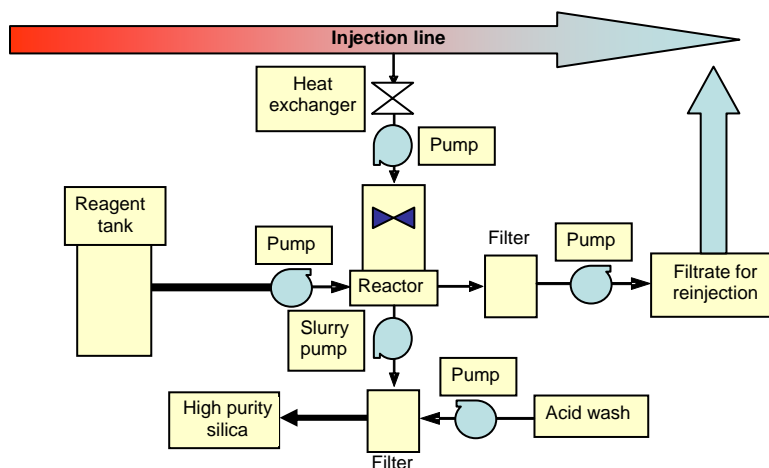 Injection line
Heat
exchanger
Pump
Reagent
tank
Pump
Filter
Pump
Reactor
Filtrate for
reinjection
Slurry
pump
Pump
High purity
silica
Acid wash
Filter